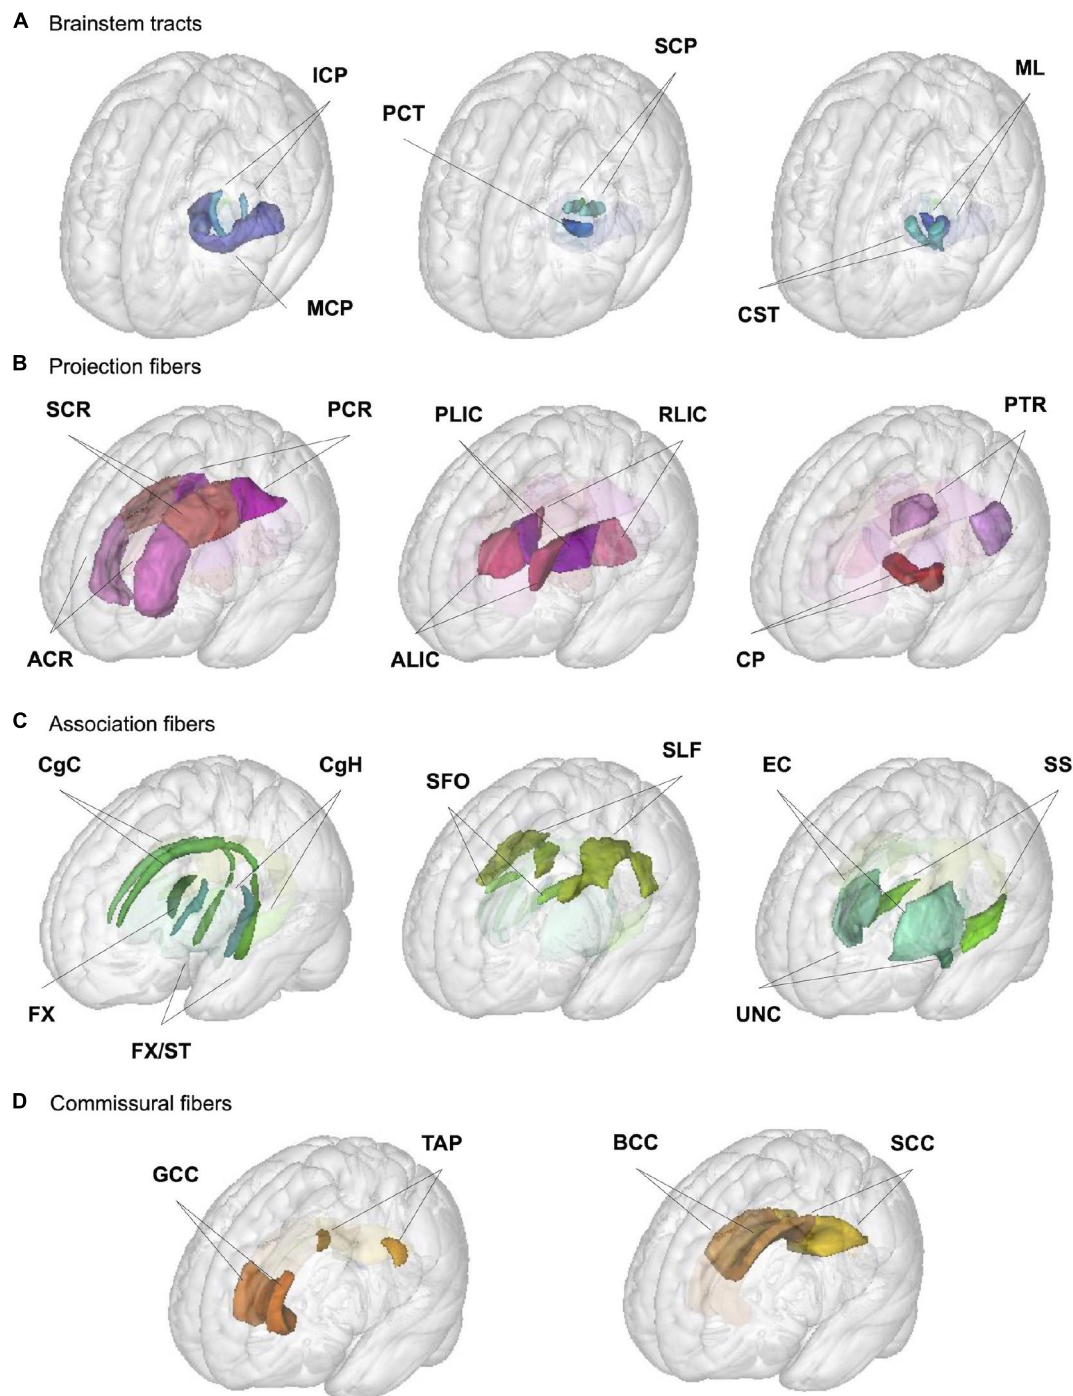 A Brainstem tracts
ICP
SCP
ML
PCT
MCP
CST
B Projection fibers
SCR
PCR
PLIC
RLIC
PTR
ACR
ALIC
CP
C Association fibers
CgC
CgH
SFO
SLF
EC
SS
FX
FX/ST
UNC
D Commissural fibers
GCC
TAP
BCC
SCC